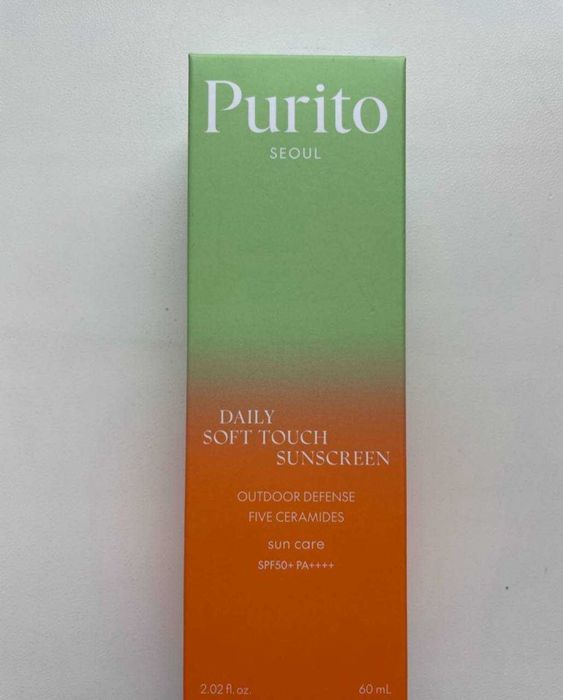 Purito
SEOUL
DAILY
SOFT TOUCH
SUNSCREEN
OUTDOOR DEFENSE
FIVE CERAMIDES
sun care
SPF50+ PA++++
2.02 fl. oz. 60 mL